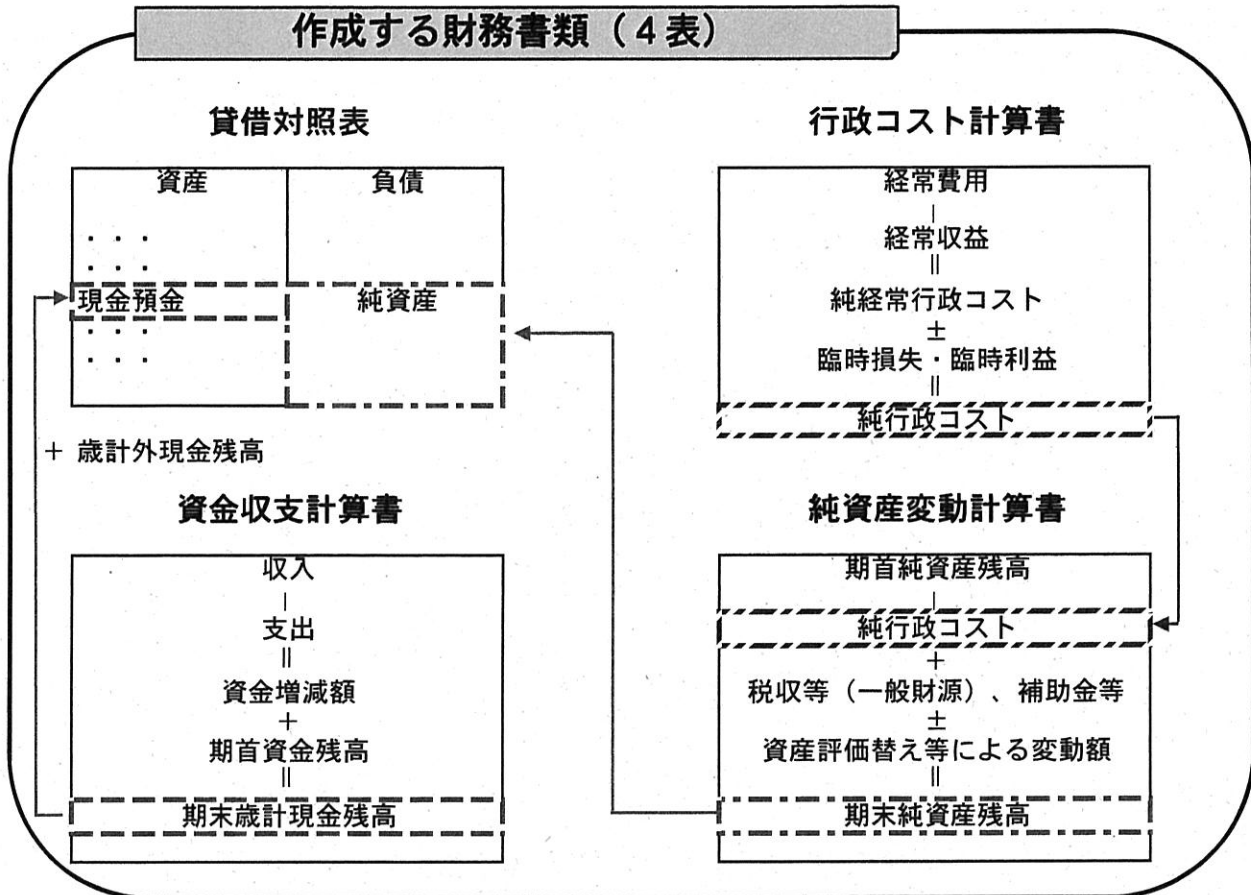 作成する財務書類（４表）
貸借対照表
資産
負債
・・・
・・・
現金預金
純資産
・・・
・・・
＋ 歳計外現金残高
行政コスト計算書
経常費用
－
経常収益
＝
純経常行政コスト
±
臨時損失・臨時利益
＝
純行政コスト
資金収支計算書
収入
－
支出
＝
資金増減額
＋
期首資金残高
＝
期末歳計現金残高
純資産変動計算書
期首純資産残高
－
純行政コスト
＋
税収等（一般財源）、補助金等
±
資産評価替え等による変動額
＝
期末純資産残高